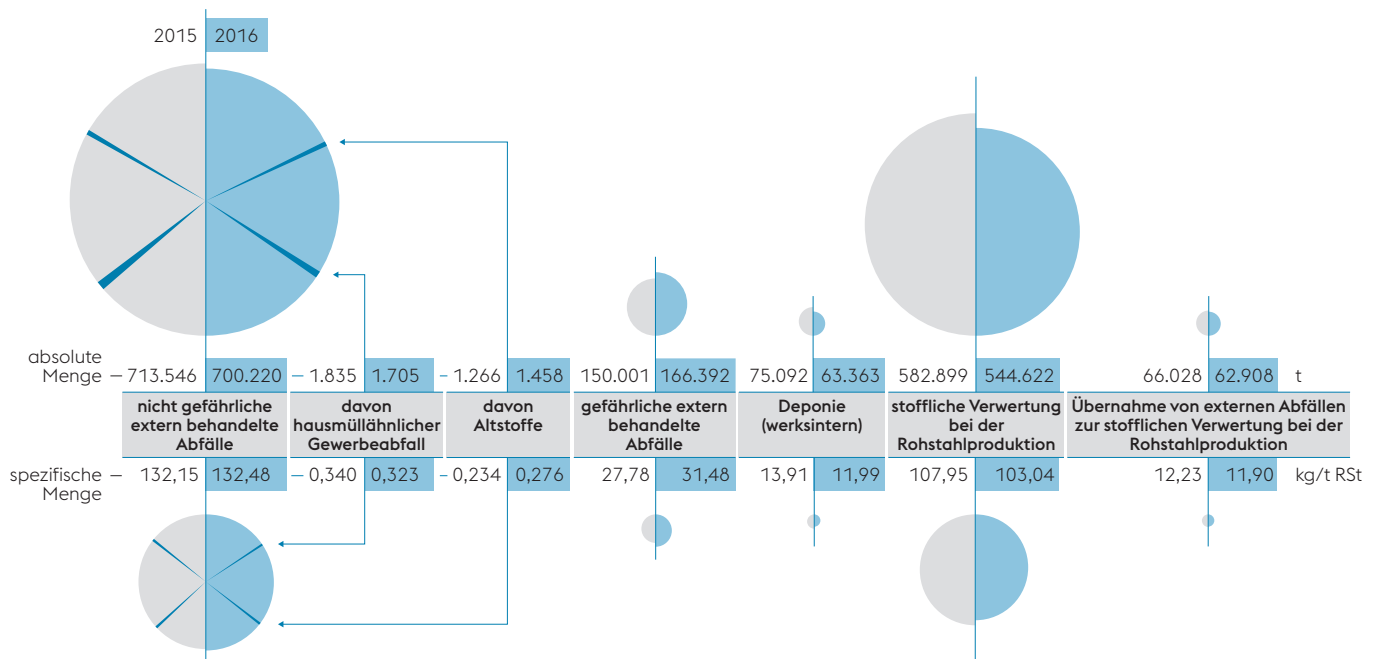 2015 2016
absolute
Menge – 713.546 700.220 – 1.835 1.705 – 1.266 1.458 150.001 166.392 75.092 63.363 582.899 544.622 66.028 62.908 t
nicht gefährliche
extern behandelte
Abfälle
davon
hausmüllähnlicher
Gewerbeabfall
davon
Altstoffe
gefährliche extern
behandelte
Abfälle
Deponie
(werksintern)
stoffliche Verwertung
bei der
Rohstahlproduktion
Übernahme von externen Abfällen
zur stofflichen Verwertung bei der
Rohstahlproduktion
spezifische – 132,15 132,48 – 0,340 0,323 – 0,234 0,276 27,78 31,48 13,91 11,99 107,95 103,04 12,23 11,90 kg/t RSt
Menge